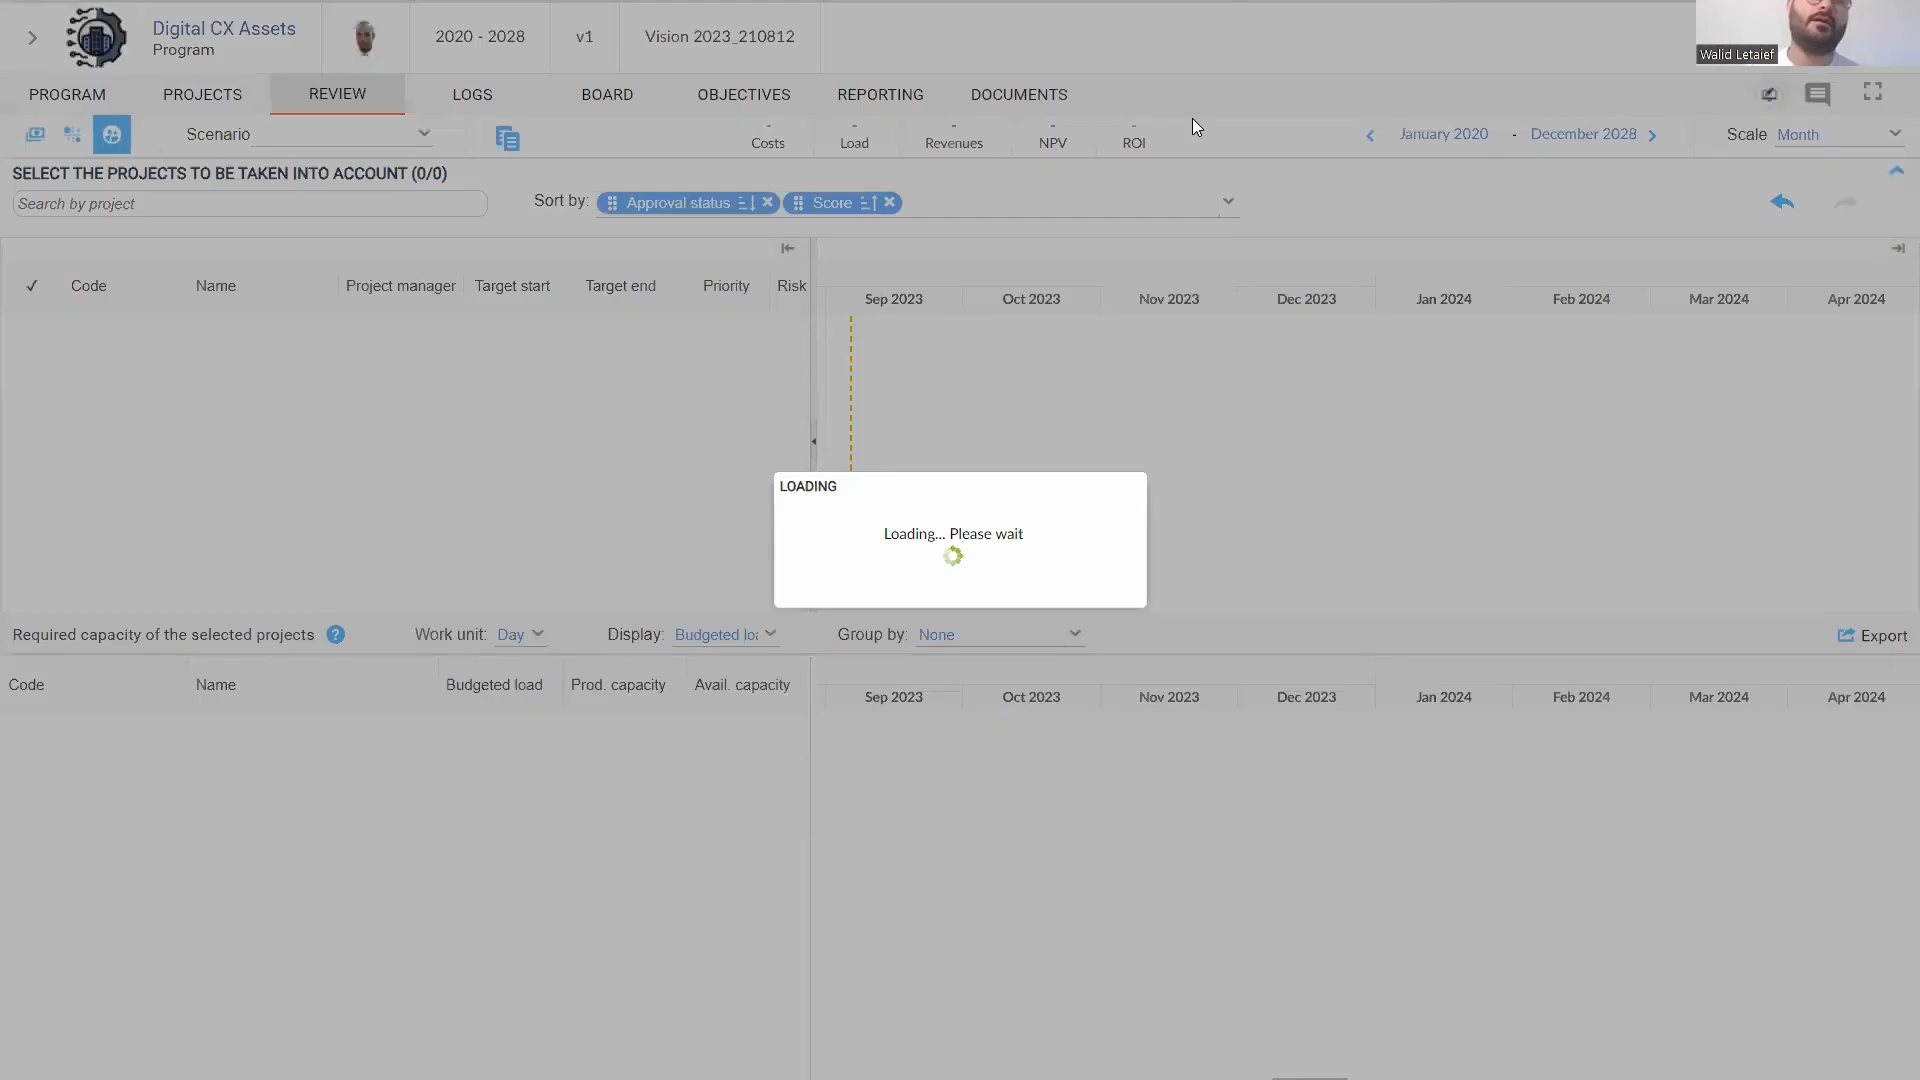 Digital CX Assets
Program
2020 - 2028
v1
Vision 2023_210812
Walid Letaief
PROGRAM
PROJECTS
REVIEW
LOGS
BOARD
OBJECTIVES
REPORTING
DOCUMENTS
Scenario
- Costs
- Load
- Revenues
- NPV
- ROI
January 2020 - December 2028
Scale Month
SELECT THE PROJECTS TO BE TAKEN INTO ACCOUNT (0/0)
Search by project
Sort by: Approval status Score
Code Name Project manager Target start Target end Priority Risk
Sep 2023 Oct 2023 Nov 2023 Dec 2023 Jan 2024 Feb 2024 Mar 2024 Apr 2024
LOADING
Loading... Please wait
Required capacity of the selected projects ? Work unit: Day Display: Budgeted loa Group by: None Export
Code Name Budgeted load Prod. capacity Avail. capacity
Sep 2023 Oct 2023 Nov 2023 Dec 2023 Jan 2024 Feb 2024 Mar 2024 Apr 2024